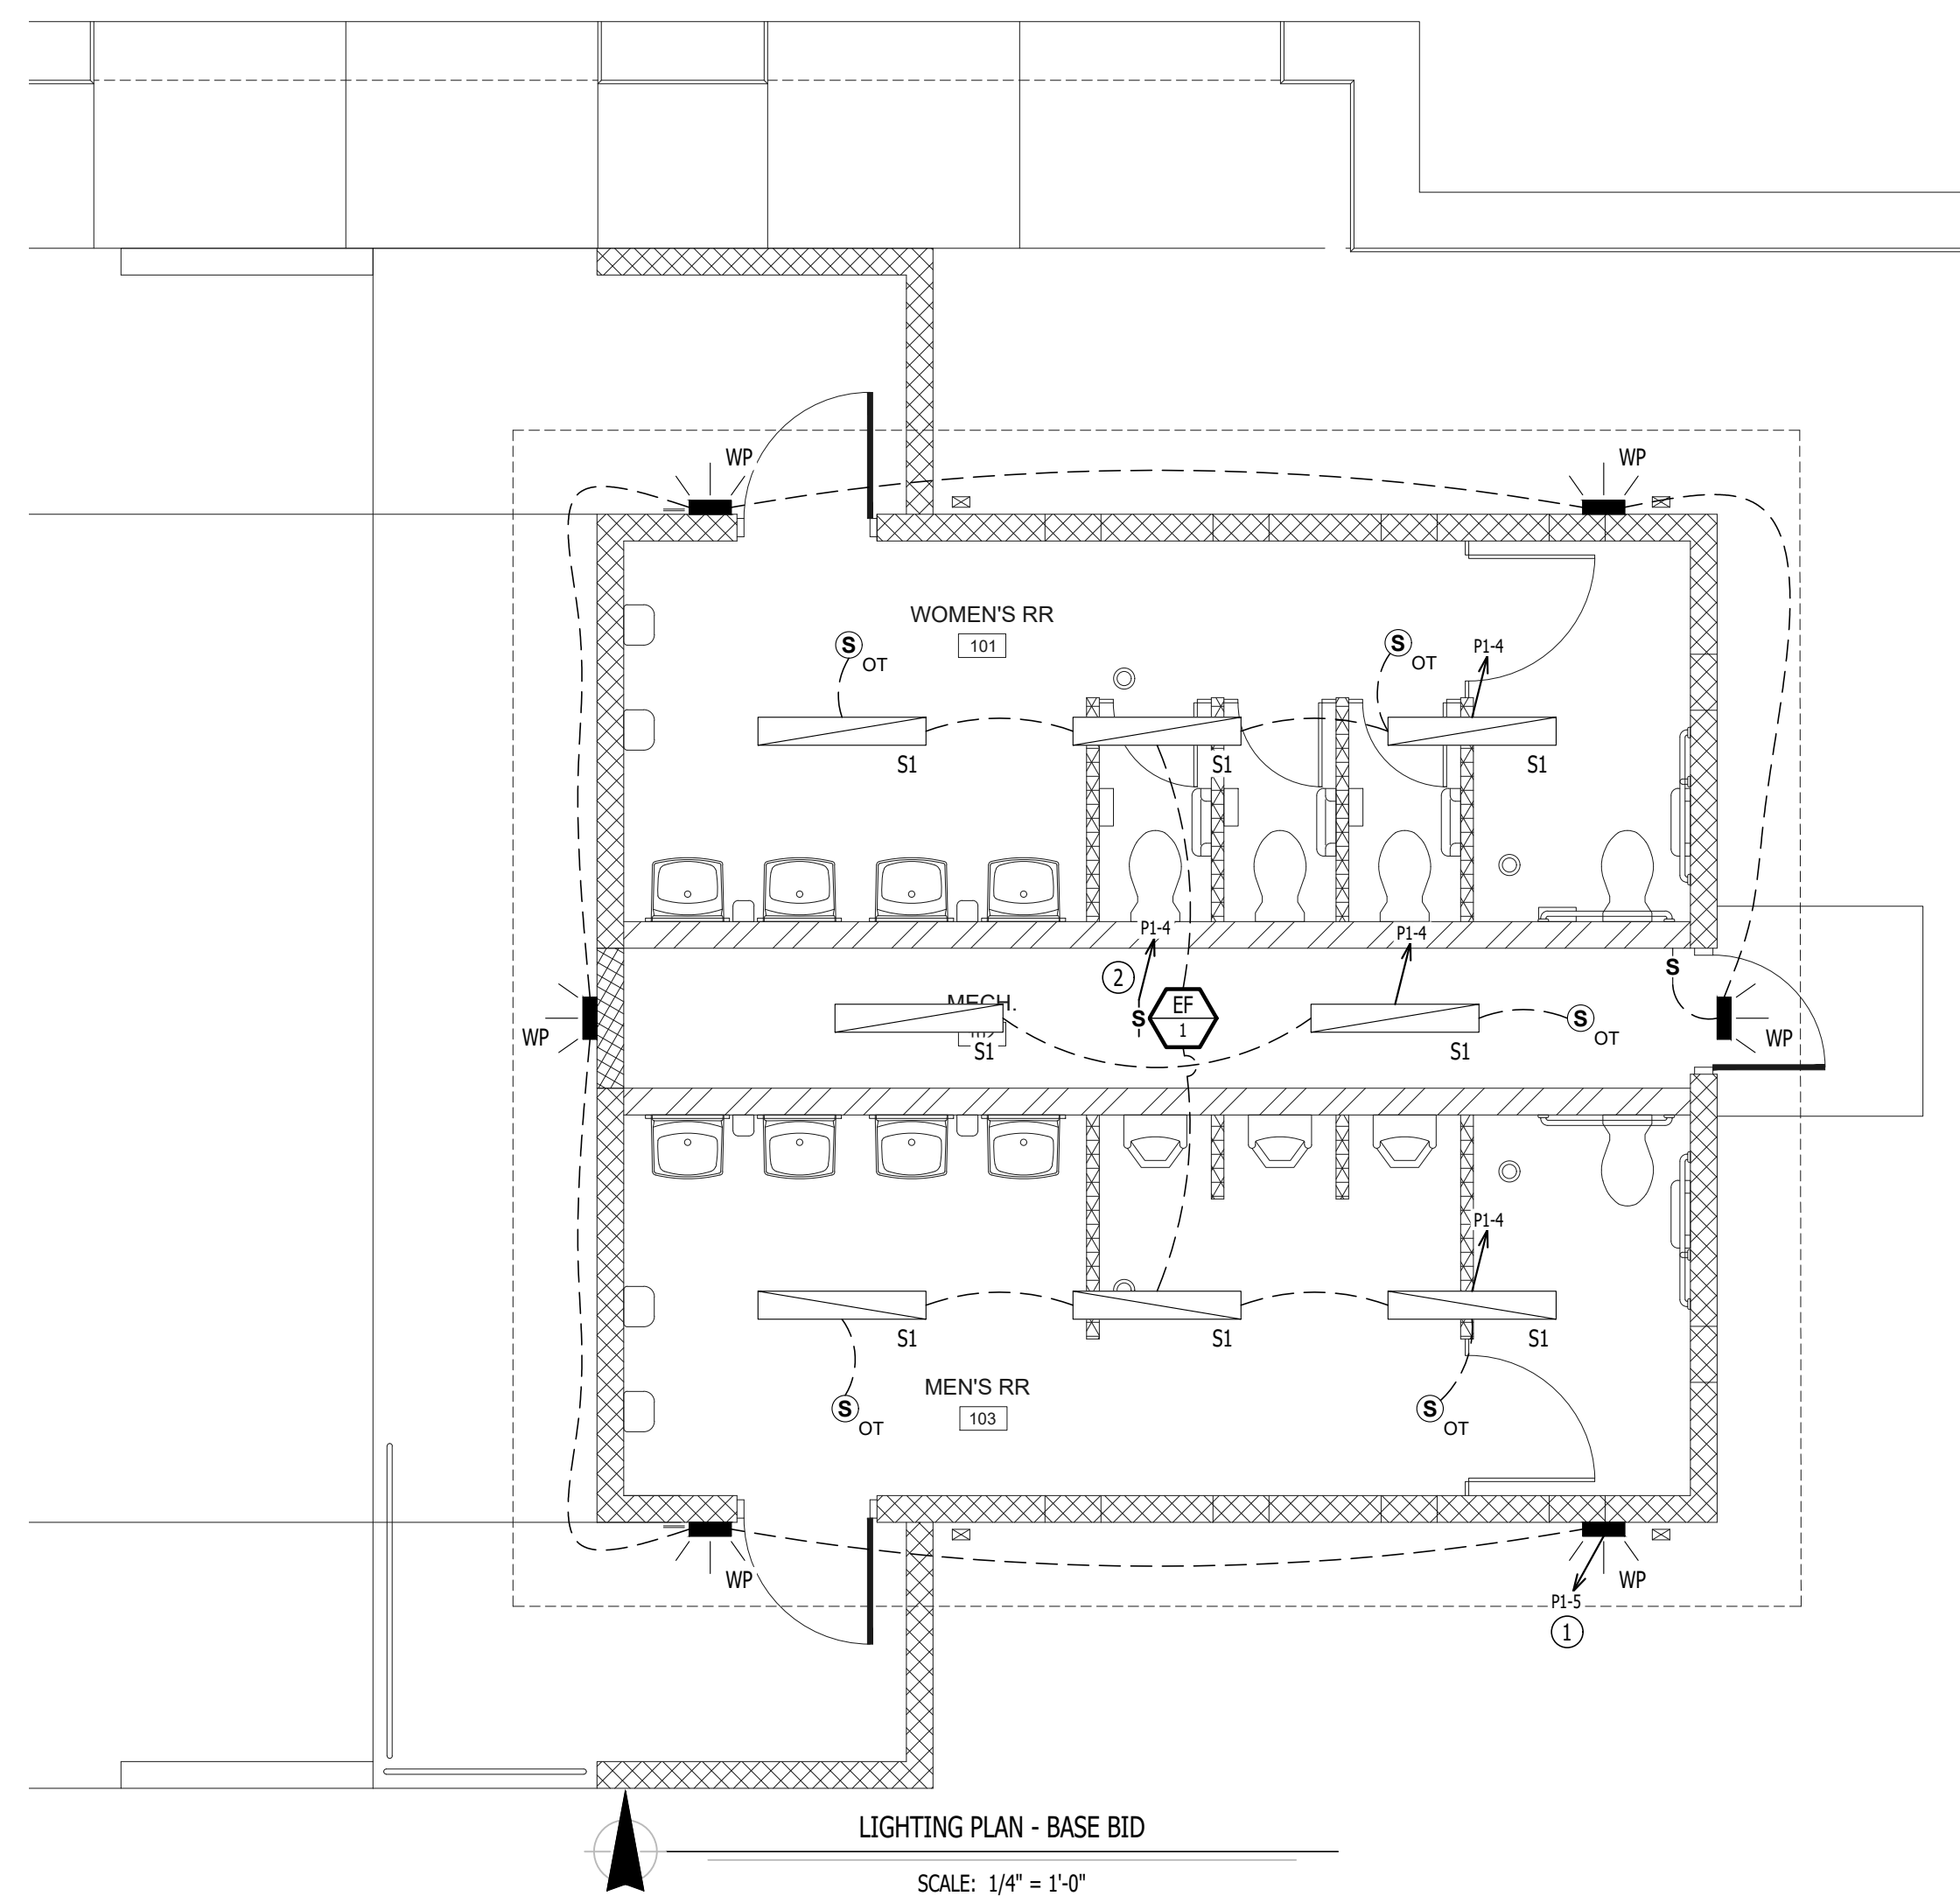 WP
WP
WOMEN'S RR
101
S
OT
S
OT
P1-4
S1
S1
S1
P1-4
P1-4
2
S
MECH.
EF
1
S
S
OT
WP
S1
S1
WP
P1-4
S1
S1
S1
MEN'S RR
103
S
OT
S
OT
WP
WP
P1-5
1
LIGHTING PLAN - BASE BID
SCALE: 1/4" = 1'-0"